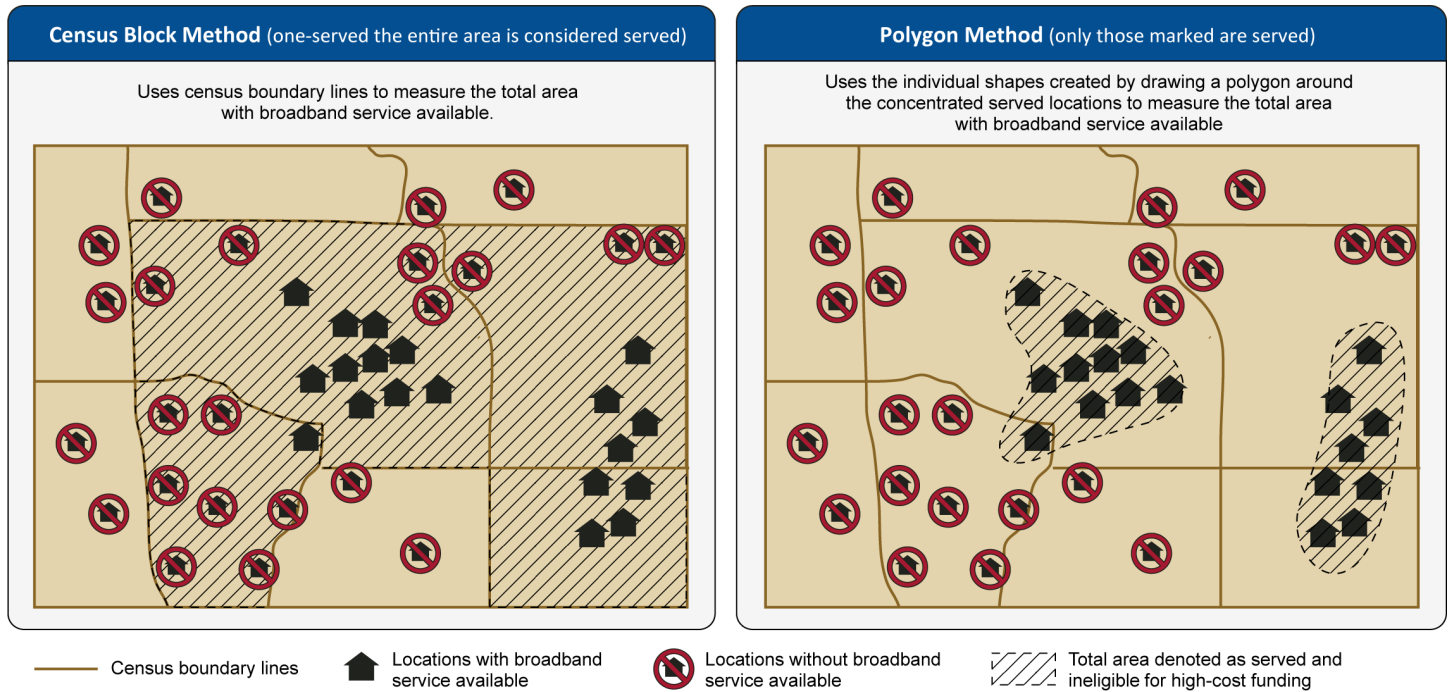 Census Block Method (one-served the entire area is considered served)
Uses census boundary lines to measure the total area
with broadband service available.
Polygon Method (only those marked are served)
Uses the individual shapes created by drawing a polygon around
the concentrated served locations to measure the total area
with broadband service available
Census boundary lines
Locations with broadband
service available
Locations without broadband
service available
Total area denoted as served and
ineligible for high-cost funding